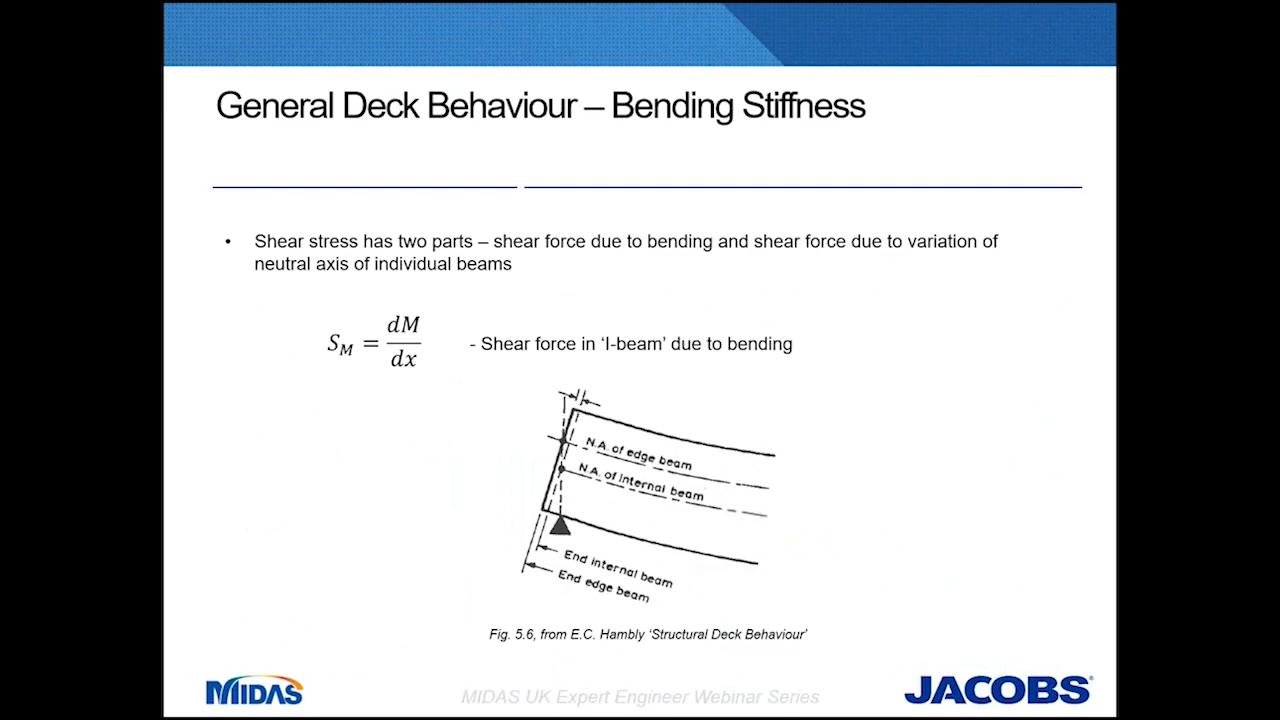 General Deck Behaviour – Bending Stiffness
• Shear stress has two parts – shear force due to bending and shear force due to variation of
neutral axis of individual beams
S_M = dM/dx - Shear force in ‘I-beam’ due to bending
N.A. of edge beam
N.A. of internal beam
End internal beam
End edge beam
Fig. 5.6, from E.C. Hambly ‘Structural Deck Behaviour’
MIDAS
MIDAS UK Expert Engineer Webinar Series
JACOBS®